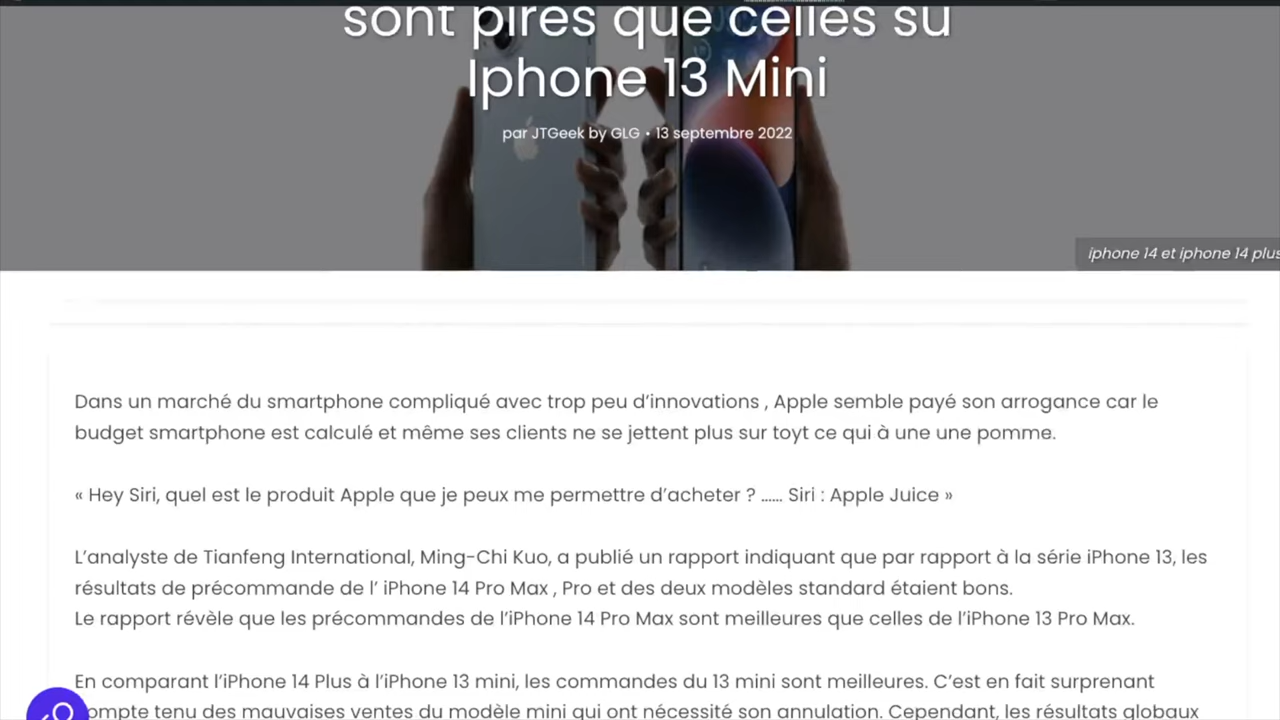 sont pires que celles su
Iphone 13 Mini
par JTGeek by GLG • 13 septembre 2022
iphone 14 et iphone 14 plus
Dans un marché du smartphone compliqué avec trop peu d’innovations , Apple semble payé son arrogance car le
budget smartphone est calculé et même ses clients ne se jettent plus sur toyt ce qui à une une pomme.
« Hey Siri, quel est le produit Apple que je peux me permettre d’acheter ? …… Siri : Apple Juice »
L’analyste de Tianfeng International, Ming-Chi Kuo, a publié un rapport indiquant que par rapport à la série iPhone 13, les
résultats de précommande de l’ iPhone 14 Pro Max , Pro et des deux modèles standard étaient bons.
Le rapport révèle que les précommandes de l’iPhone 14 Pro Max sont meilleures que celles de l’iPhone 13 Pro Max.
En comparant l’iPhone 14 Plus à l’iPhone 13 mini, les commandes du 13 mini sont meilleures. C’est en fait surprenant
ompte tenu des mauvaises ventes du modèle mini qui ont nécessité son annulation. Cependant, les résultats globaux